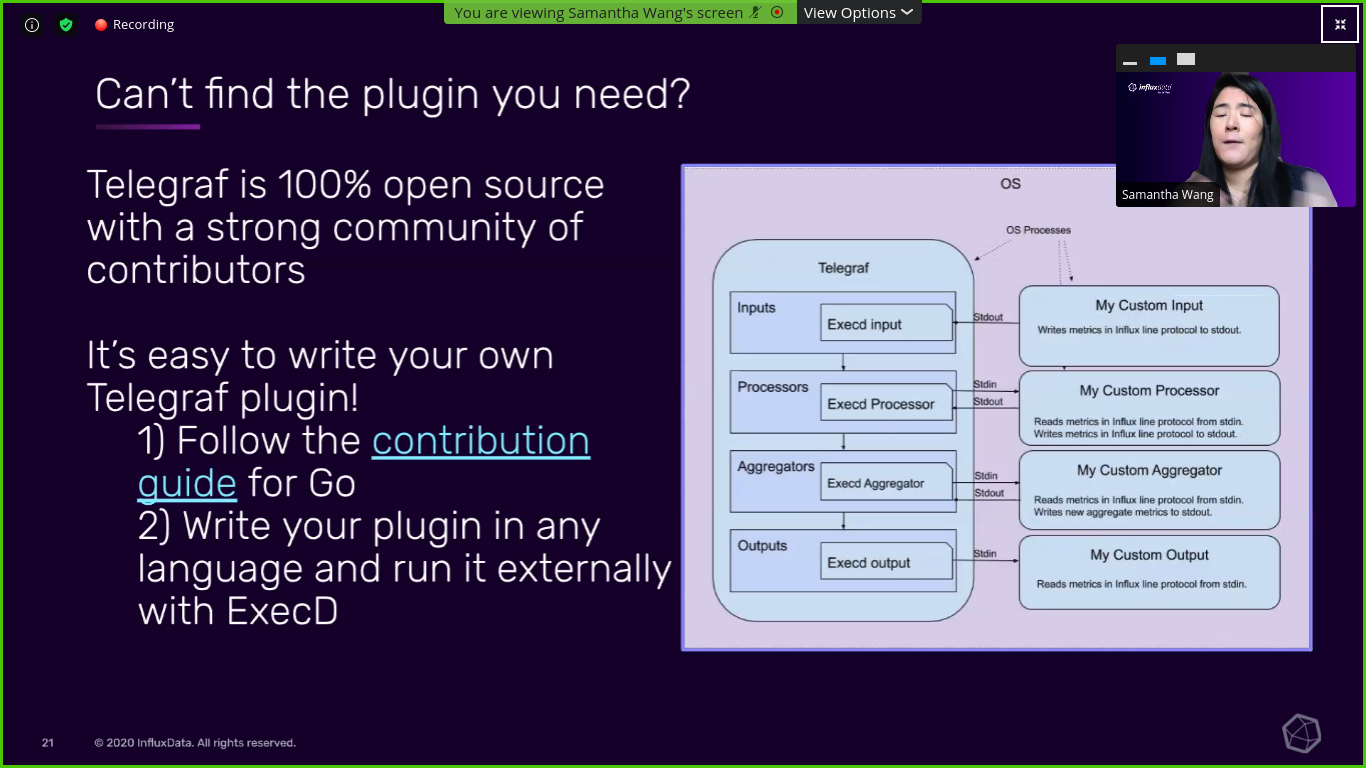 You are viewing Samantha Wang's screen
View Options
Recording
influxdata
Samantha Wang
Can't find the plugin you need?
Telegraf is 100% open source
with a strong community of
contributors
It's easy to write your own
Telegraf plugin!
1) Follow the contribution
guide for Go
2) Write your plugin in any
language and run it externally
with ExecD
OS
OS Processes
Telegraf
Inputs
Execd input
Stdout
My Custom Input
Writes metrics in Influx line protocol to stdout.
Processors
Execd Processor
Stdin
Stdout
My Custom Processor
Reads metrics in Influx line protocol from stdin.
Writes metrics in Influx line protocol to stdout.
Aggregators
Execd Aggregator
Stdin
Stdout
My Custom Aggregator
Reads metrics in Influx line protocol from stdin.
Writes new aggregate metrics to stdout.
Outputs
Execd output
Stdin
My Custom Output
Reads metrics in Influx line protocol from stdin.
21
© 2020 InfluxData. All rights reserved.